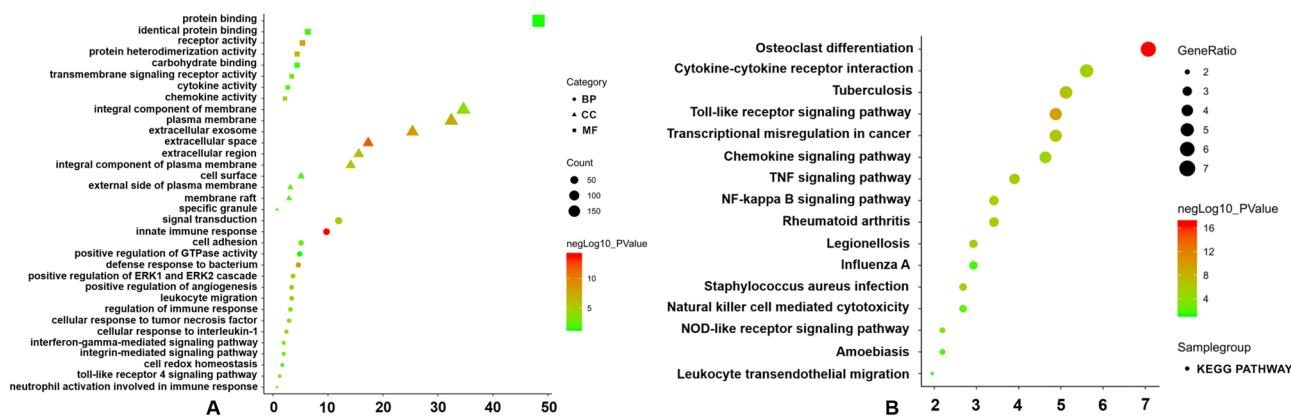 protein binding
identical protein binding
receptor activity
protein heterodimerization activity
carbohydrate binding
transmembrane signaling receptor activity
cytokine activity
chemokine activity
integral component of membrane
plasma membrane
extracellular exosome
extracellular space
extracellular region
integral component of plasma membrane
cell surface
external side of plasma membrane
membrane raft
specific granule
signal transduction
innate immune response
cell adhesion
positive regulation of GTPase activity
defense response to bacterium
positive regulation of ERK1 and ERK2 cascade
positive regulation of angiogenesis
leukocyte migration
regulation of immune response
cellular response to tumor necrosis factor
cellular response to interleukin-1
interferon-gamma-mediated signaling pathway
integrin-mediated signaling pathway
cell redox homeostasis
toll-like receptor 4 signaling pathway
neutrophil activation involved in immune response
0 10 20 30 40 50
A
Category
BP
CC
MF
Count
50
100
150
negLog10_PValue
10
5
Osteoclast differentiation
Cytokine-cytokine receptor interaction
Tuberculosis
Toll-like receptor signaling pathway
Transcriptional misregulation in cancer
Chemokine signaling pathway
TNF signaling pathway
NF-kappa B signaling pathway
Rheumatoid arthritis
Legionellosis
Influenza A
Staphylococcus aureus infection
Natural killer cell mediated cytotoxicity
NOD-like receptor signaling pathway
Amoebiasis
Leukocyte transendothelial migration
2 3 4 5 6 7
B
GeneRatio
2
3
4
5
6
7
negLog10_PValue
16
12
8
4
Samplegroup
KEGG PATHWAY